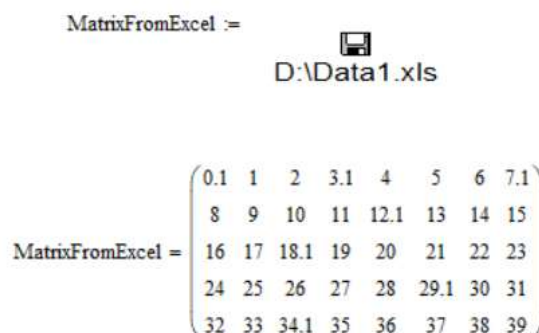 MatrixFromExcel :=
D:\Data1.xls
0.1 1 2 3.1 4 5 6 7.1
8 9 10 11 12.1 13 14 15
MatrixFromExcel = 16 17 18.1 19 20 21 22 23
24 25 26 27 28 29.1 30 31
32 33 34.1 35 36 37 38 39